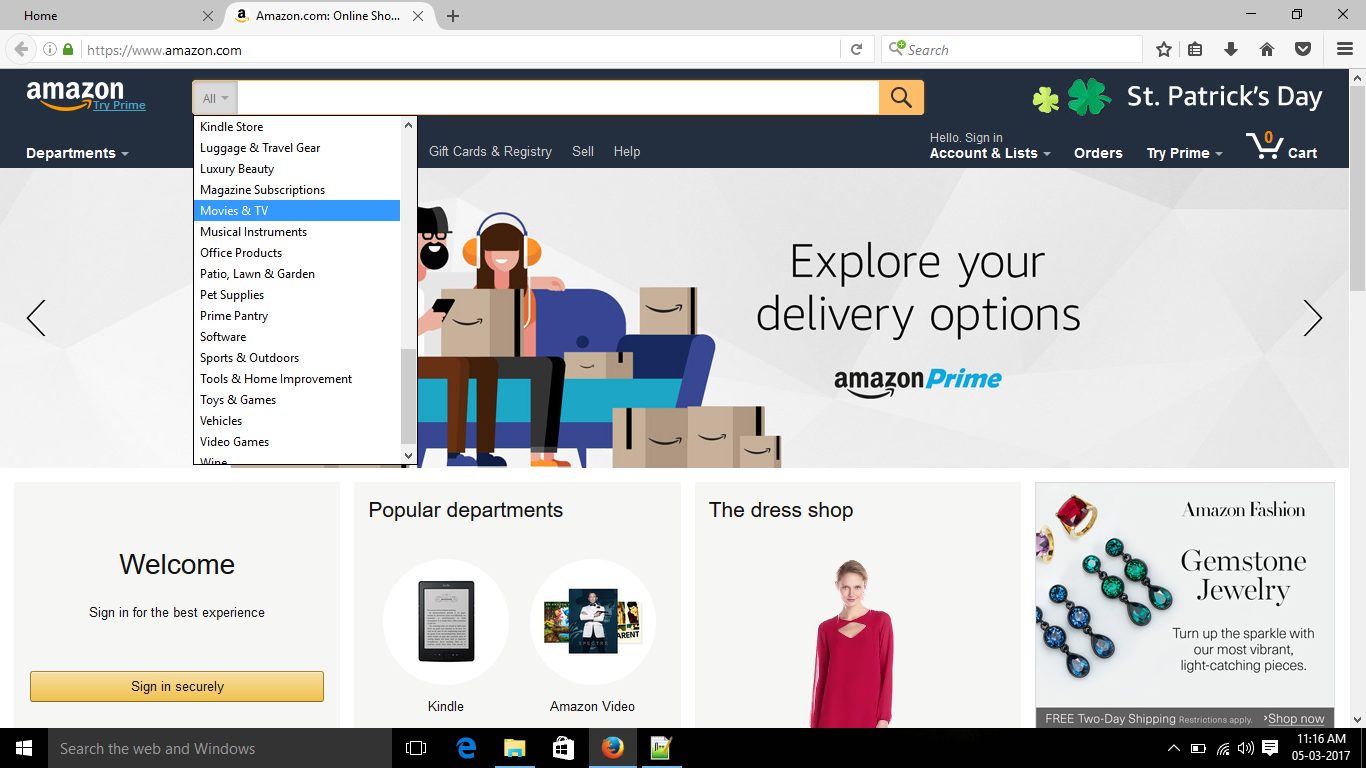 Home
Amazon.com: Online Sho...
https://www.amazon.com
Search
amazon
Try Prime
All
St. Patrick's Day
Departments
Gift Cards & Registry
Sell
Help
Hello. Sign in
Account & Lists
Orders
Try Prime
0
Cart
Kindle Store
Luggage & Travel Gear
Luxury Beauty
Magazine Subscriptions
Movies & TV
Musical Instruments
Office Products
Patio, Lawn & Garden
Pet Supplies
Prime Pantry
Software
Sports & Outdoors
Tools & Home Improvement
Toys & Games
Vehicles
Video Games
Wine
Explore your
delivery options
amazonPrime
Welcome
Sign in for the best experience
Sign in securely
Popular departments
SPECTRE
Kindle
Amazon Video
The dress shop
Amazon Fashion
Gemstone
Jewelry
Turn up the sparkle with
our most vibrant,
light-catching pieces.
FREE Two-Day Shipping Restrictions apply.
›Shop now
Search the web and Windows
11:16 AM
05-03-2017